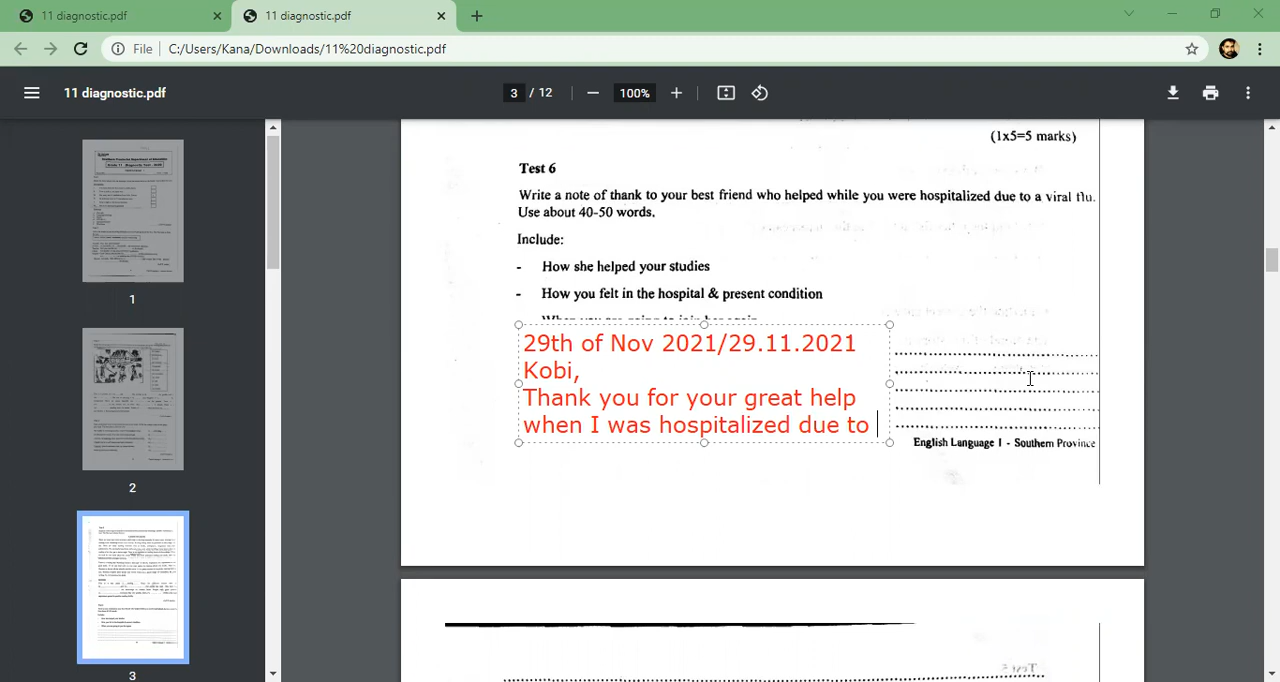 11 diagnostic.pdf
11 diagnostic.pdf
File
C:/Users/Kana/Downloads/11%20diagnostic.pdf
11 diagnostic.pdf
3 / 12
100%
(1x5=5 marks)
Test 6
Write a note of thank to your best friend who helped while you were hospitalized due to a viral flu.
Use about 40-50 words.
Include:
- How she helped your studies
- How you felt in the hospital & present condition
29th of Nov 2021/29.11.2021
Kobi,
Thank you for your great help
when I was hospitalized due to
English Language I - Southern Province
1
2
3